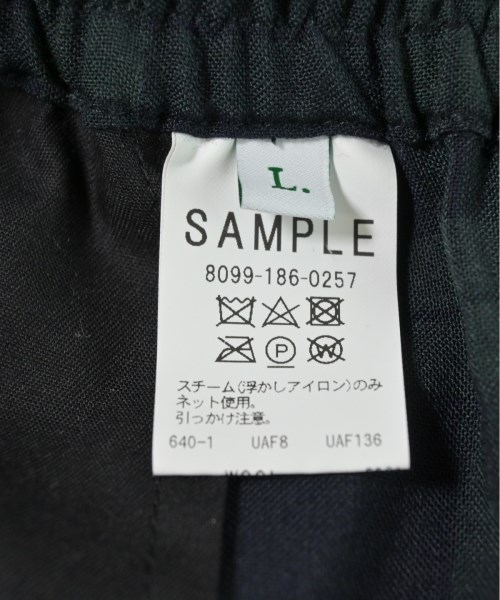 L.
SAMPLE
8099-186-0257
スチーム(浮かしアイロン)のみ
ネット使用。
引っかけ注意。
640-1 UAF8 UAF136